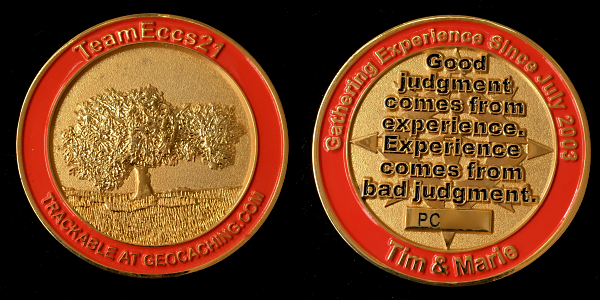 TeamEccs21
TRACKABLE AT GEOCACHING.COM
Gathering Experience Since July 2003
Good
judgment
comes from
experience.
Experience
comes from
bad judgment.
PC
Tim & Marie